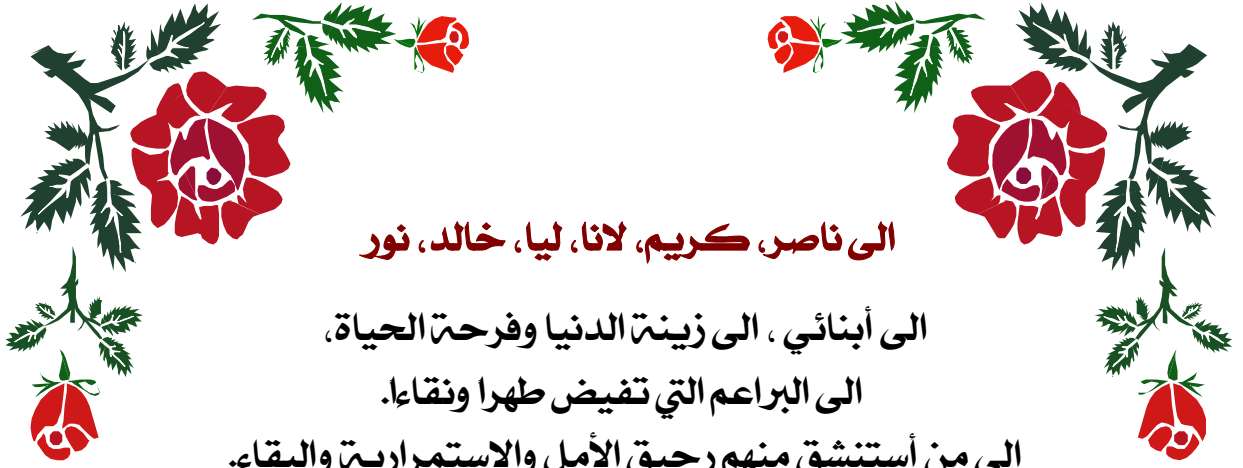 الى ناصر، كريم، لانا، ليا، خالد، نور
الى أبنائي ، الى زينة الدنيا وفرحة الحياة،
الى البراعم التي تفيض طهرا ونقاءا.
الى من أستنشق منهم رحيق الأمل والاستمرارية والبقاء.